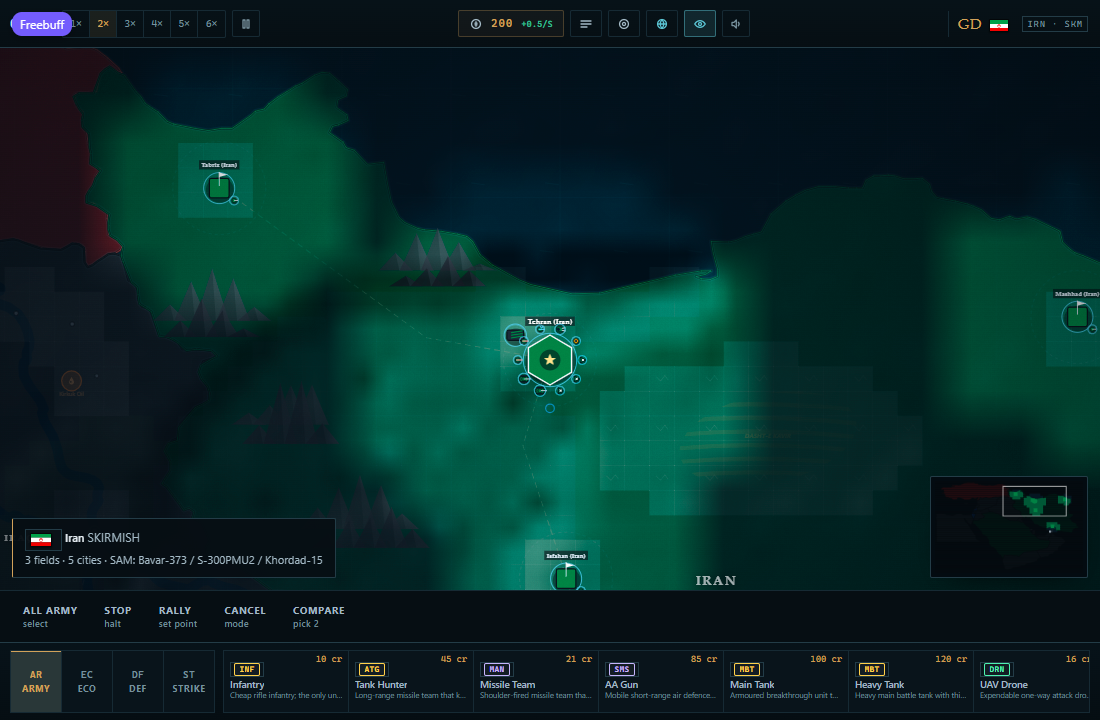 Freebuff
1× 2× 3× 4× 5× 6×
200 +0.5/S
GD
IRN · SKM
Tabriz (Iran)
Tehran (Iran)
Mashhad (Iran)
Isfahan (Iran)
IRAN
Iran SKIRMISH
3 fields · 5 cities · SAM: Bavar-373 / S-300PMU2 / Khordad-15
ALL ARMY STOP RALLY CANCEL COMPARE
select halt set point mode pick 2
AR EC DF ST
ARMY ECO DEF STRIKE
10 cr 45 cr 21 cr 85 cr 100 cr 120 cr 16 cr
INF ATG MAN SMS MBT MBT DRN
Infantry Tank Hunter Missile Team AA Gun Main Tank Heavy Tank UAV Drone
Cheap rifle infantry; the only un... Long-range missile team that k... Shoulder-fired missile team tha... Mobile short-range air defence... Armoured breakthrough unit t... Heavy main battle tank with thi... Expendable one-way attack dro